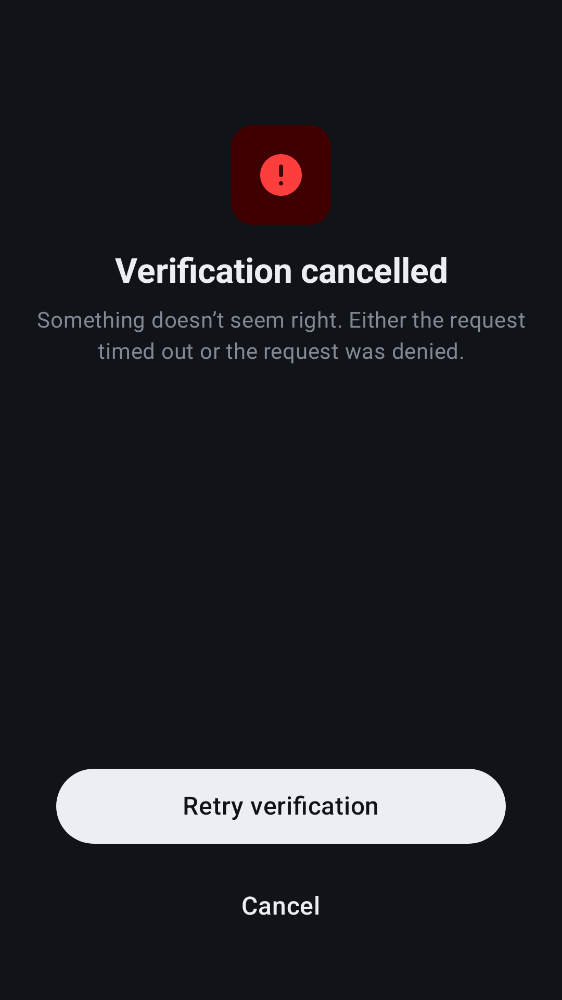 Verification cancelled
Something doesn’t seem right. Either the request
timed out or the request was denied.
Retry verification
Cancel